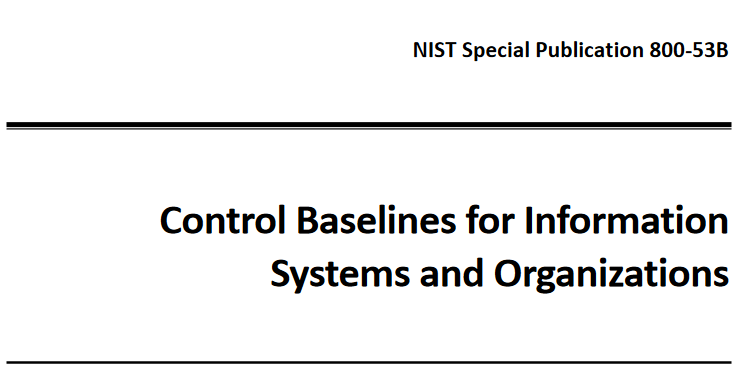 NIST Special Publication 800-53B
Control Baselines for Information
Systems and Organizations